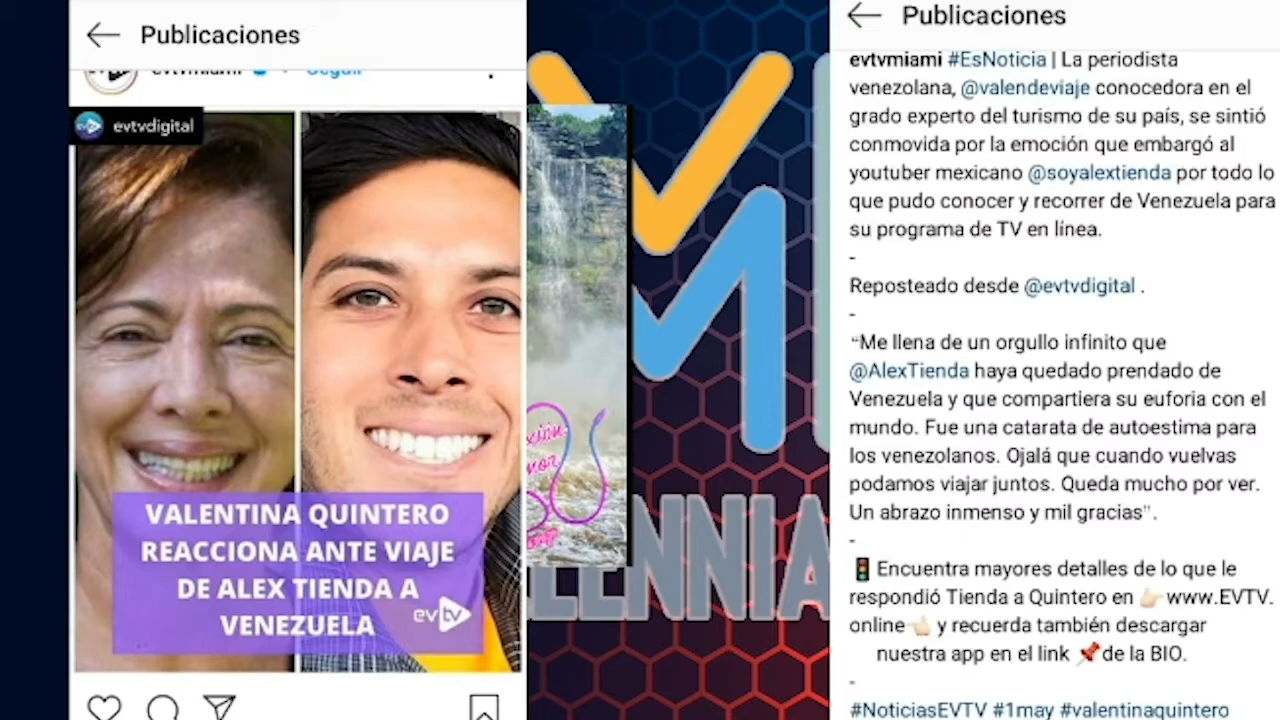 Publicaciones
evtvmiami
Seguir
evtvdigital
VALENTINA QUINTERO
REACCIONA ANTE VIAJE
DE ALEX TIENDA A
VENEZUELA
evtv
Publicaciones
evtvmiami #EsNoticia | La periodista
venezolana, @valendeviaje conocedora en el
grado experto del turismo de su país, se sintió
conmovida por la emoción que embargó al
youtuber mexicano @soyalextienda por todo lo
que pudo conocer y recorrer de Venezuela para
su programa de TV en línea.
-
Reposteado desde @evtvdigital .
-
“Me llena de un orgullo infinito que
@AlexTienda haya quedado prendado de
Venezuela y que compartiera su euforia con el
mundo. Fue una catarata de autoestima para
los venezolanos. Ojalá que cuando vuelvas
podamos viajar juntos. Queda mucho por ver.
Un abrazo inmenso y mil gracias”.
-
🚦 Encuentra mayores detalles de lo que le
respondió Tienda a Quintero en 👉🏻www.EVTV.
online👈🏻 y recuerda también descargar
nuestra app en el link 📌de la BIO.
-
#NoticiasEVTV #1may #valentinaquintero